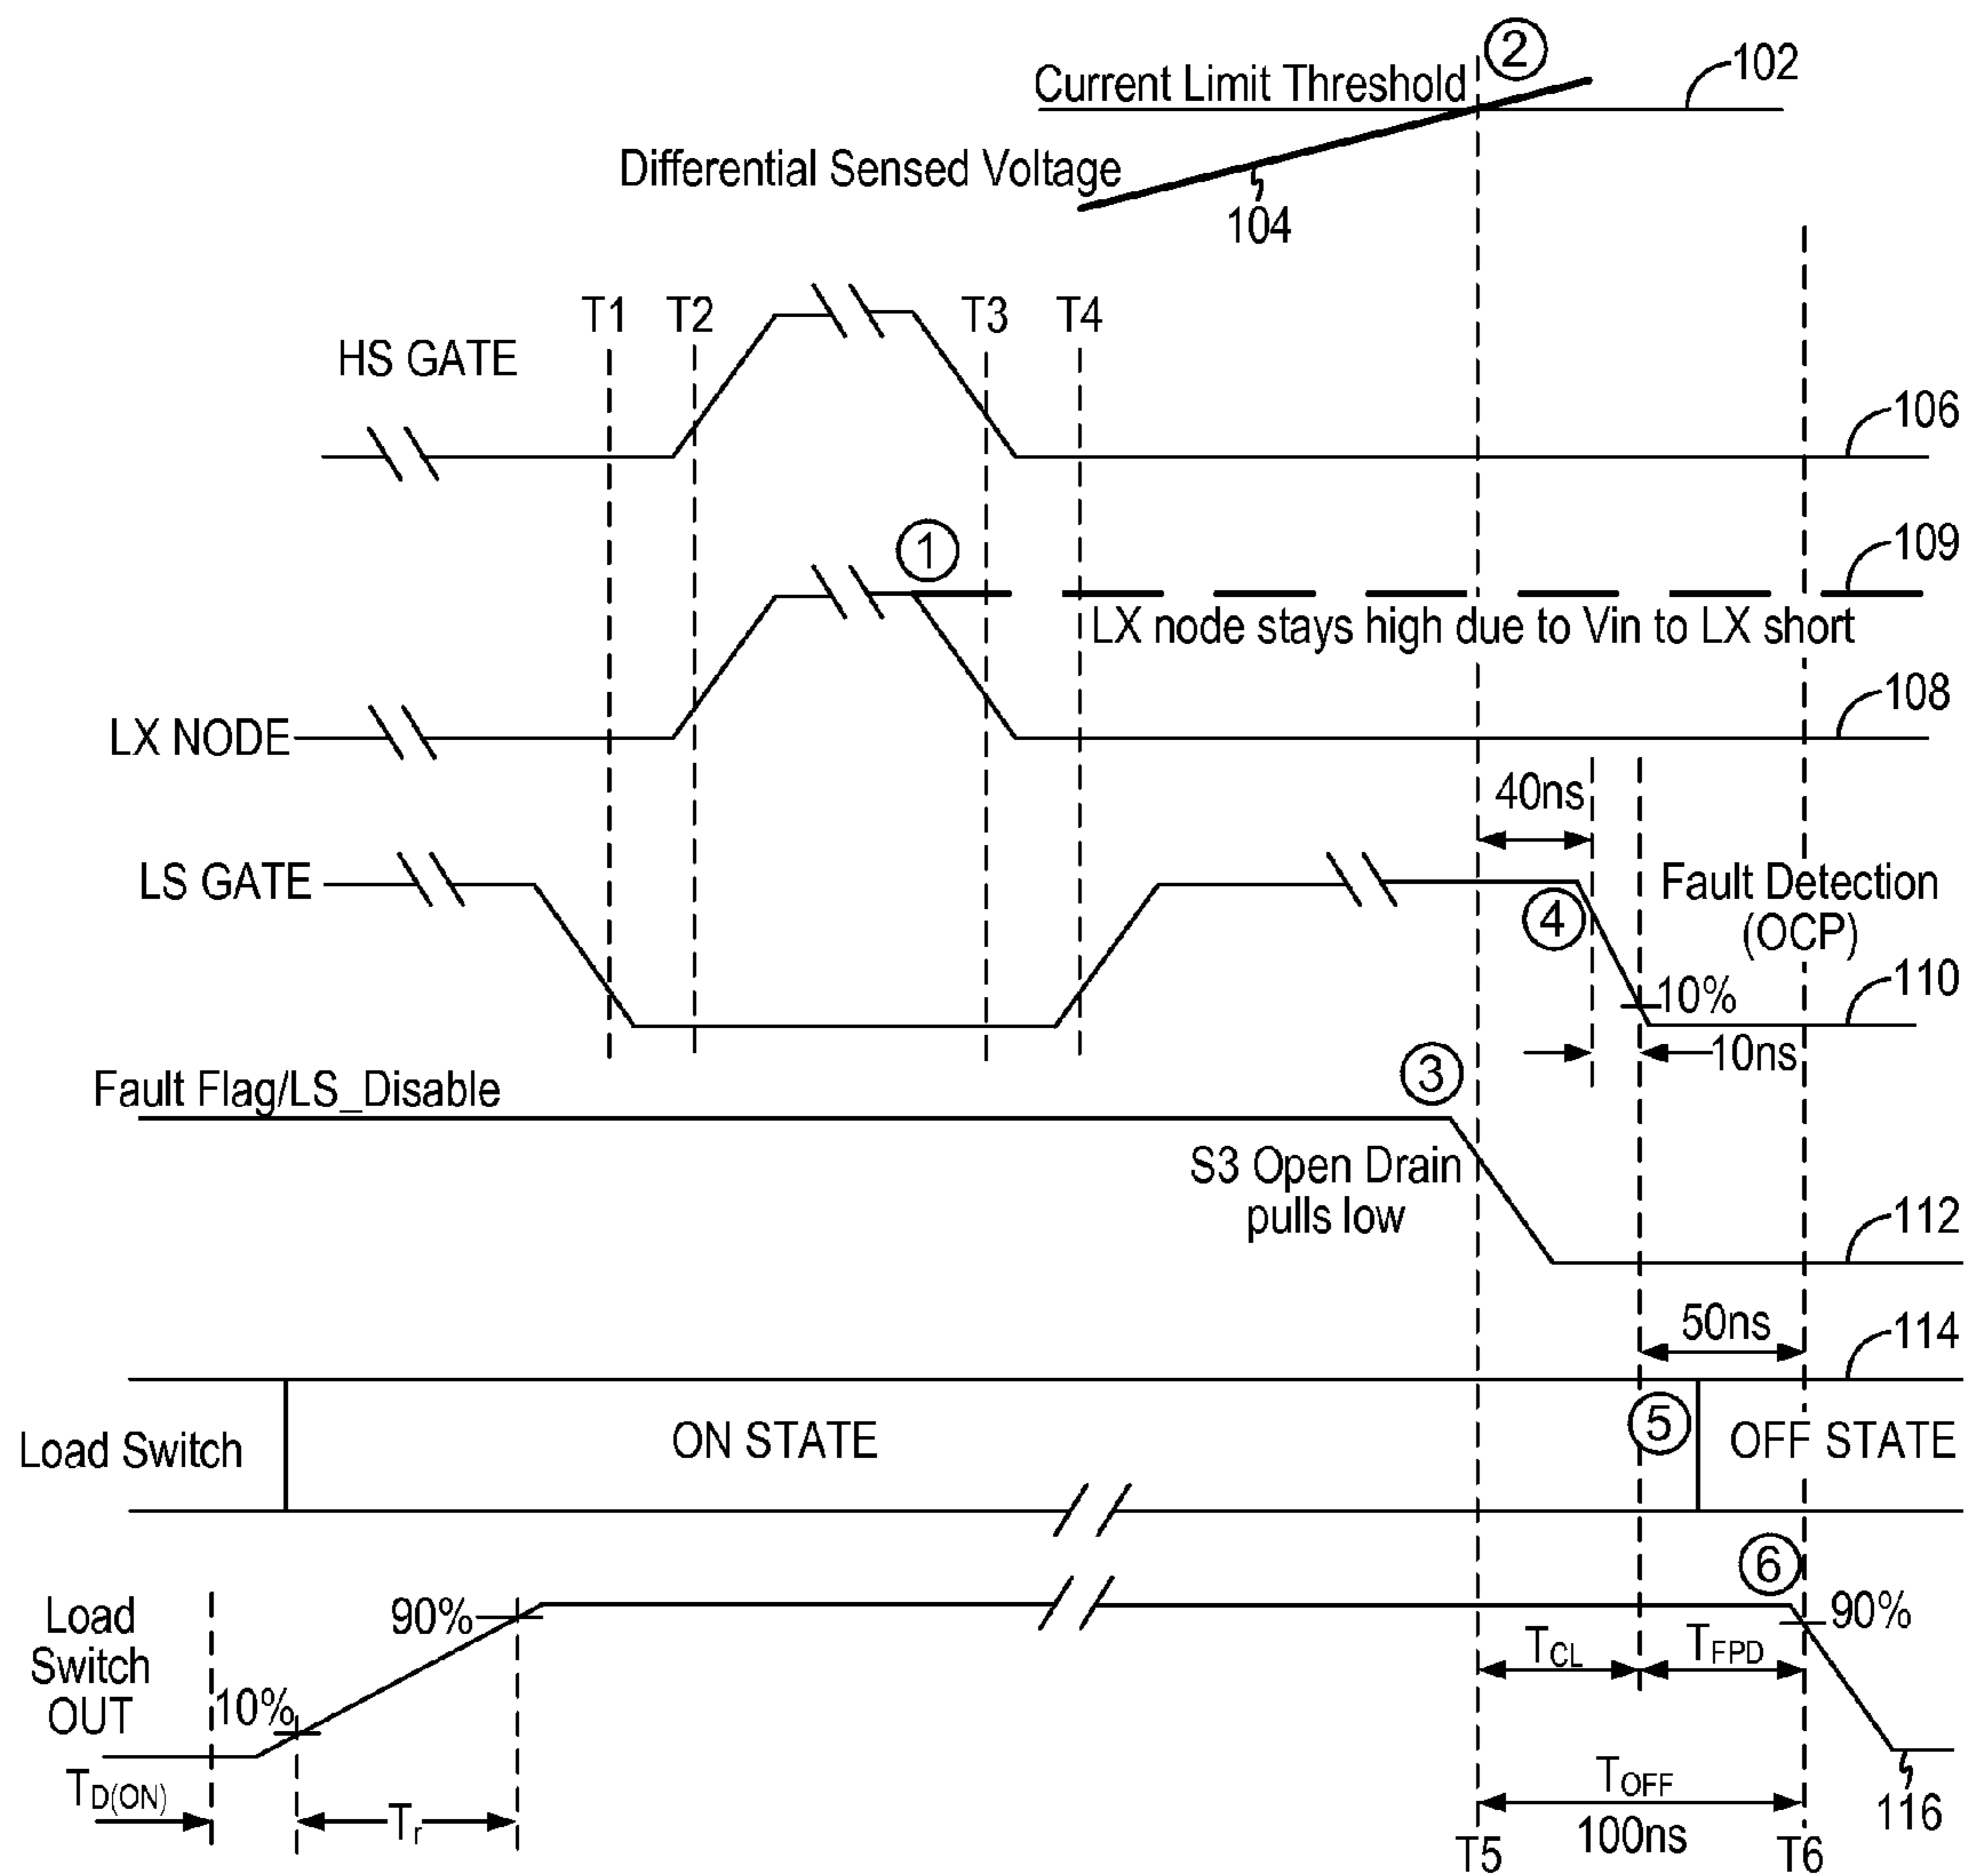 2
102
Current Limit Threshold
Differential Sensed Voltage
104
T1
T2
T3
T4
HS GATE
106
1
109
LX node stays high due to Vin to LX short
108
LX NODE
40ns
LS GATE
4
Fault Detection
(OCP)
110
10%
10ns
3
Fault Flag/LS_Disable
S3 Open Drain
pulls low
112
50ns
114
5
Load Switch
ON STATE
OFF STATE
6
Load
Switch
OUT
90%
90%
10%
TCL
TFPD
TD(ON)
Tr
TOFF
100ns
116
T5
T6